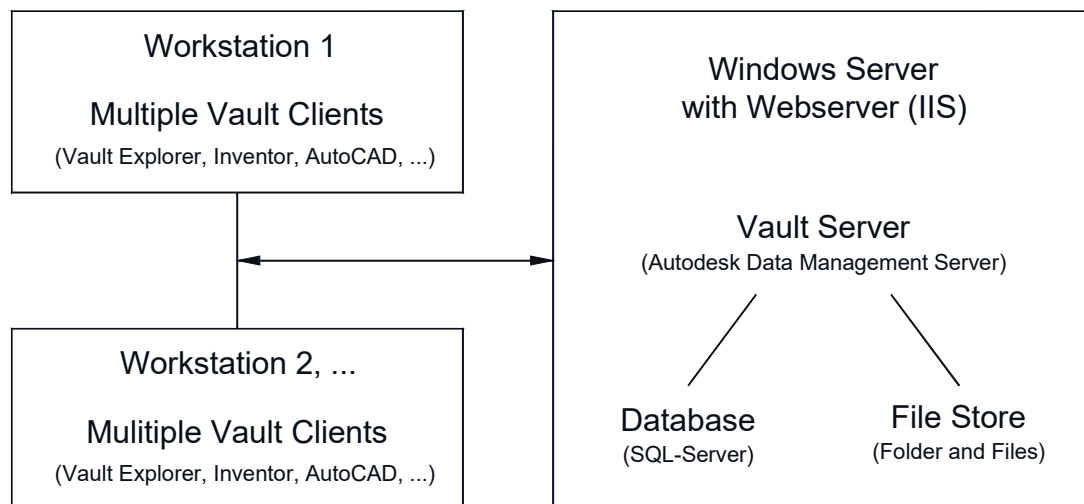 Workstation 1
Multiple Vault Clients
(Vault Explorer, Inventor, AutoCAD, ...)
Workstation 2, ...
Mulitiple Vault Clients
(Vault Explorer, Inventor, AutoCAD, ...)
Windows Server
with Webserver (IIS)
Vault Server
(Autodesk Data Management Server)
Database
(SQL-Server)
File Store
(Folder and Files)